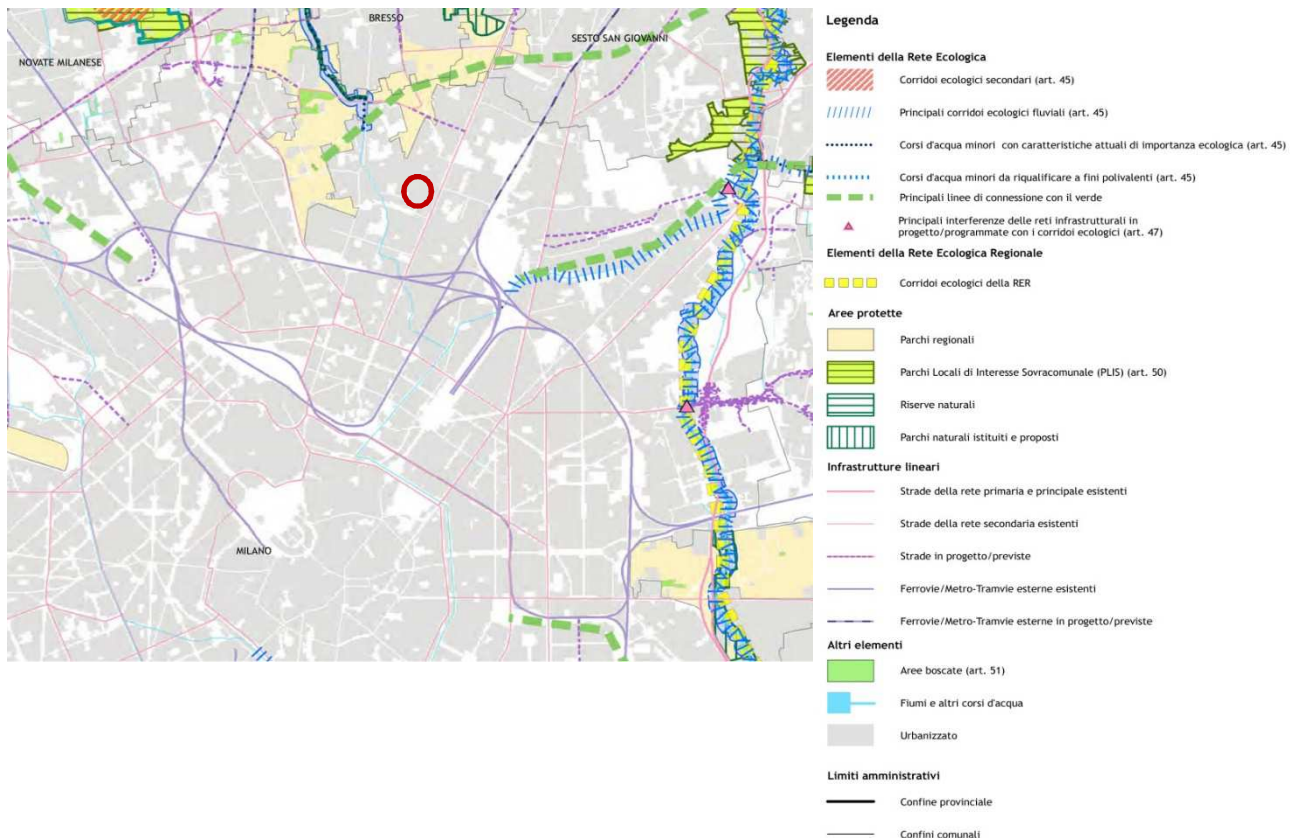 BRESSO
SESTO SAN GIOVANNI
NOVATE MILANESE
MILANO
Legenda
Elementi della Rete Ecologica
Corridoi ecologici secondari (art. 45)
Principali corridoi ecologici fluviali (art. 45)
Corsi d'acqua minori con caratteristiche attuali di importanza ecologica (art. 45)
Corsi d'acqua minori da riqualificare a fini polivalenti (art. 45)
Principali linee di connessione con il verde
Principali interferenze delle reti infrastrutturali in
progetto/programmate con i corridoi ecologici (art. 47)
Elementi della Rete Ecologica Regionale
Corridoi ecologici della RER
Aree protette
Parchi regionali
Parchi Locali di Interesse Sovracomunale (PLIS) (art. 50)
Riserve naturali
Parchi naturali istituiti e proposti
Infrastrutture lineari
Strade della rete primaria e principale esistenti
Strade della rete secondaria esistenti
Strade in progetto/previste
Ferrovie/Metro-Tramvie esterne esistenti
Ferrovie/Metro-Tramvie esterne in progetto/previste
Altri elementi
Aree boscate (art. 51)
Fiumi e altri corsi d'acqua
Urbanizzato
Limiti amministrativi
Confine provinciale
Confini comunali